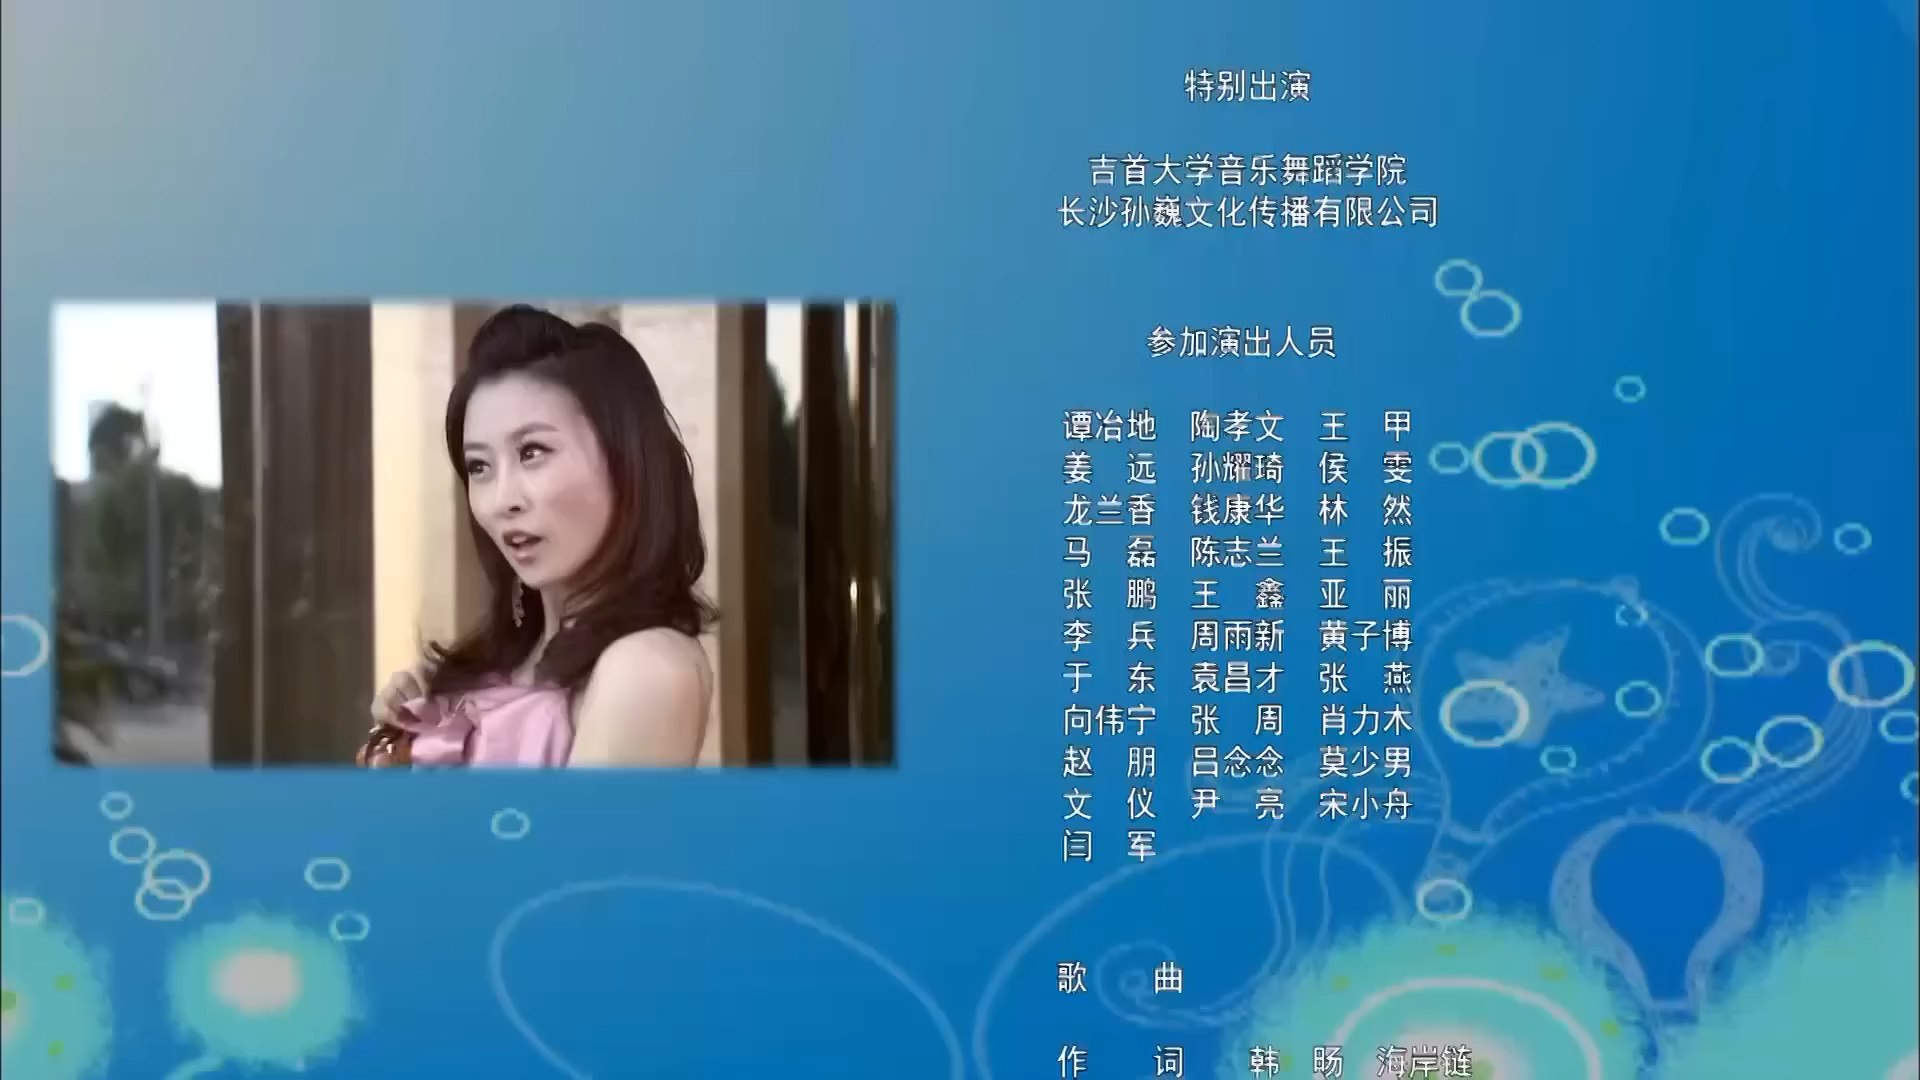 特别出演
吉首大学音乐舞蹈学院
长沙孙巍文化传播有限公司
参加演出人员
谭冶地 陶孝文 王 甲
姜 远 孙耀琦 侯 雯
龙兰香 钱康华 林 然
马 磊 陈志兰 王 振
张 鹏 王 鑫 亚 丽
李 兵 周雨新 黄子博
于 东 袁昌才 张 燕
向伟宁 张 周 肖力木
赵 朋 吕念念 莫少男
文 仪 尹 亮 宋小舟
闫 军
歌 曲
作 词 韩 旸 海岸链